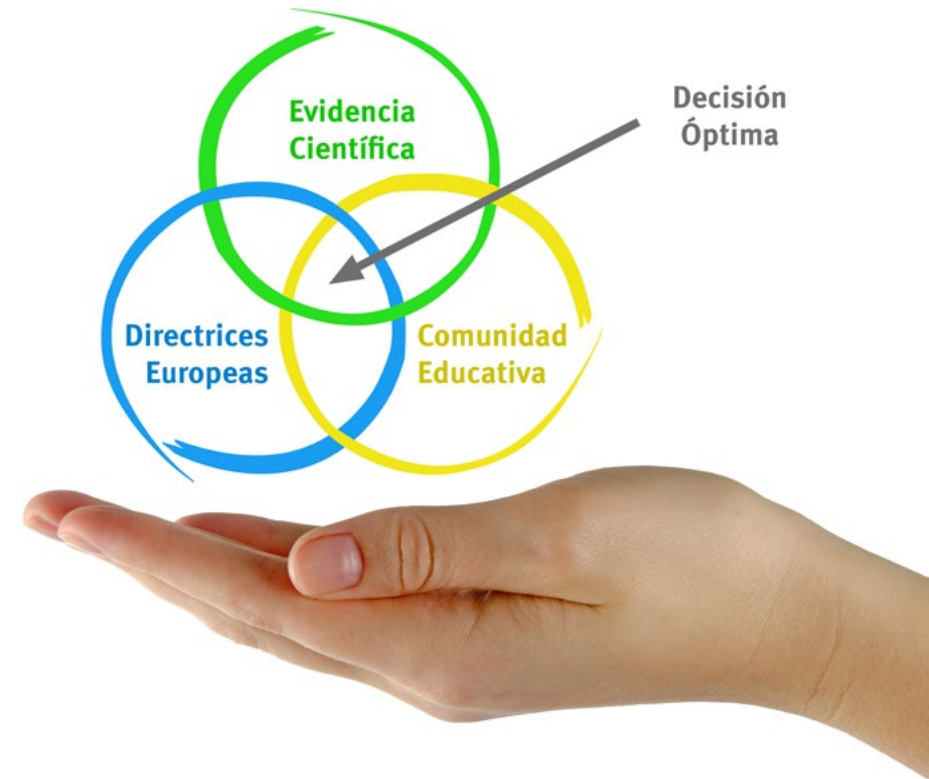 Evidencia
Científica
Decisión
Óptima
Directrices
Europeas
Comunidad
Educativa